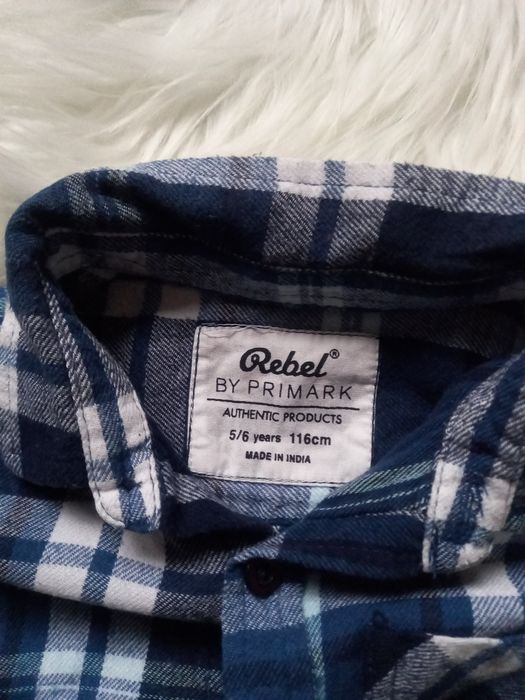 Rebel®
BY PRIMARK
AUTHENTIC PRODUCTS
5/6 years 116cm
MADE IN INDIA